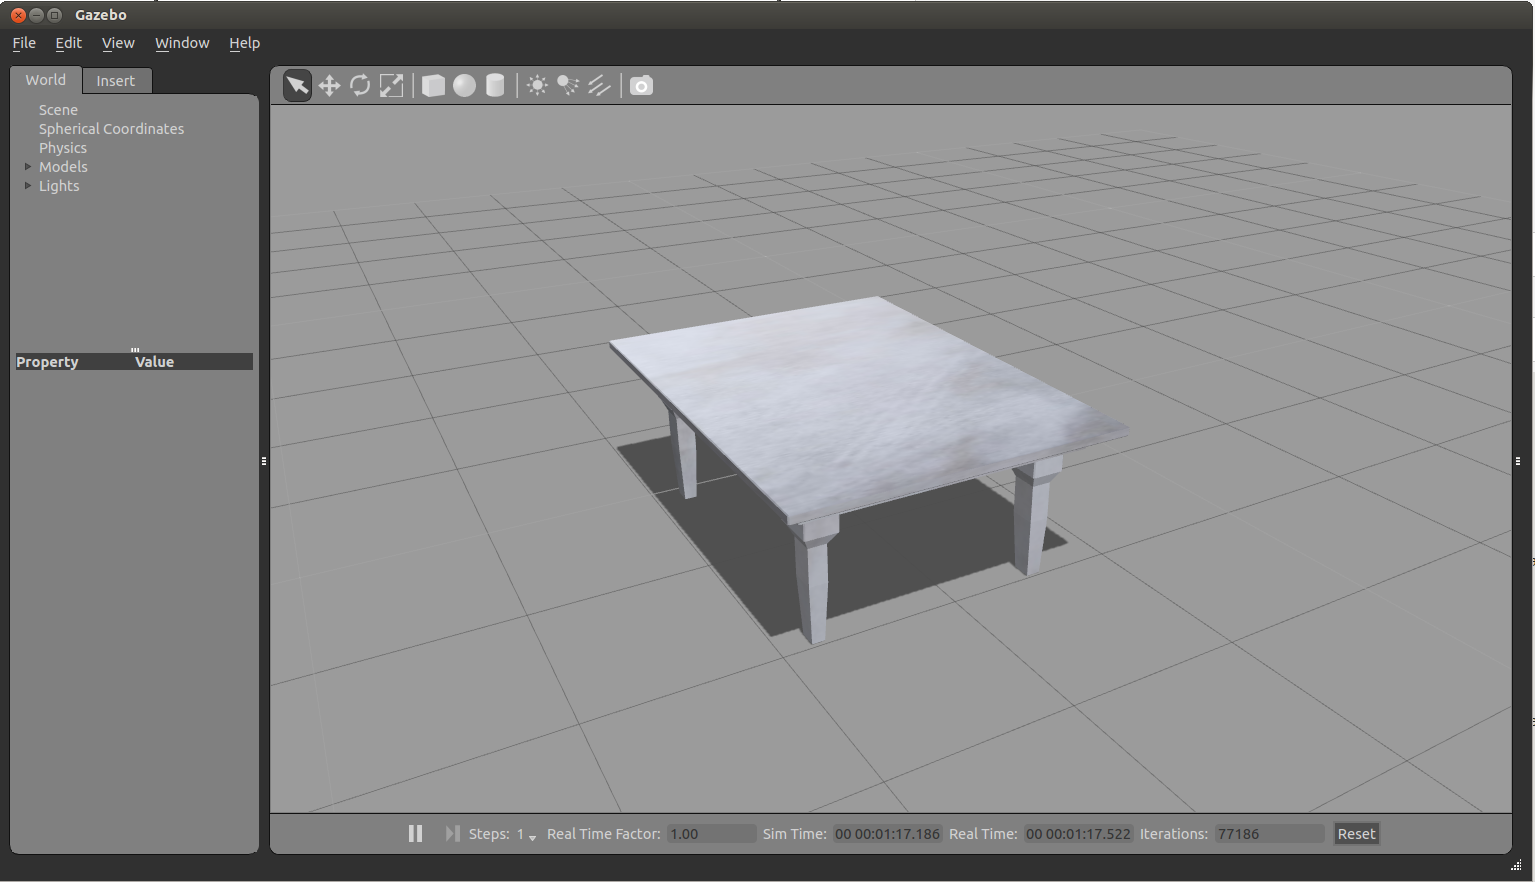 Gazebo
File Edit View Window Help
World Insert
Scene
Spherical Coordinates
Physics
Models
Lights
Property Value
Steps: 1 Real Time Factor: 1.00 Sim Time: 00 00:01:17.186 Real Time: 00 00:01:17.522 Iterations: 77186 Reset